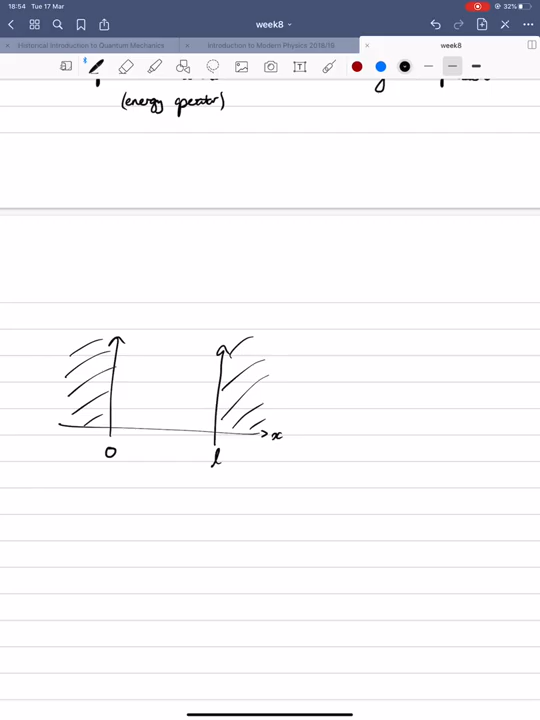 18:54 Tue 17 Mar
32%
week8
Historical Introduction to Quantum Mechanics
Introduction to Modern Physics 2018/19
week8
(energy operator)
x
0
l